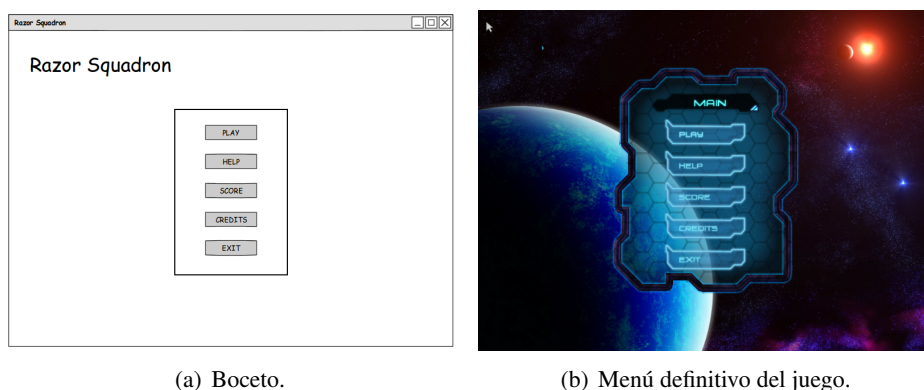 Razor Squadron
Razor Squadron
PLAY
HELP
SCORE
CREDITS
EXIT
MAIN
PLAY
HELP
SCORE
CREDITS
EXIT
(a) Boceto.
(b) Menú definitivo del juego.